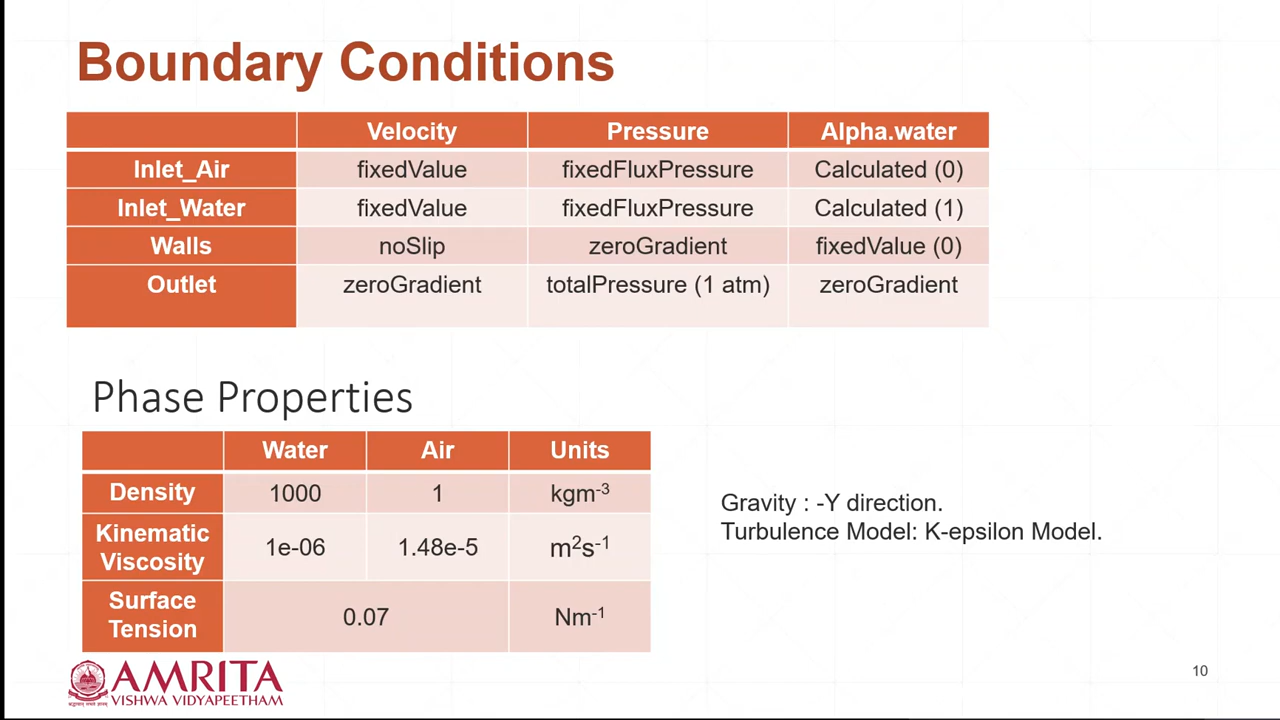 Boundary Conditions
Velocity Pressure Alpha.water
Inlet_Air fixedValue fixedFluxPressure Calculated (0)
Inlet_Water fixedValue fixedFluxPressure Calculated (1)
Walls noSlip zeroGradient fixedValue (0)
Outlet zeroGradient totalPressure (1 atm) zeroGradient
Phase Properties
Water Air Units
Density 1000 1 kgm⁻³
Kinematic
Viscosity 1e-06 1.48e-5 m²s⁻¹
Surface
Tension 0.07 Nm⁻¹
Gravity : -Y direction.
Turbulence Model: K-epsilon Model.
AMRITA
VISHWA VIDYAPEETHAM
10